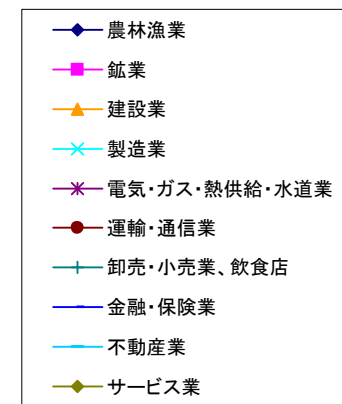 農林漁業
鉱業
建設業
製造業
電気・ガス・熱供給・水道業
運輸・通信業
卸売・小売業、飲食店
金融・保険業
不動産業
サービス業